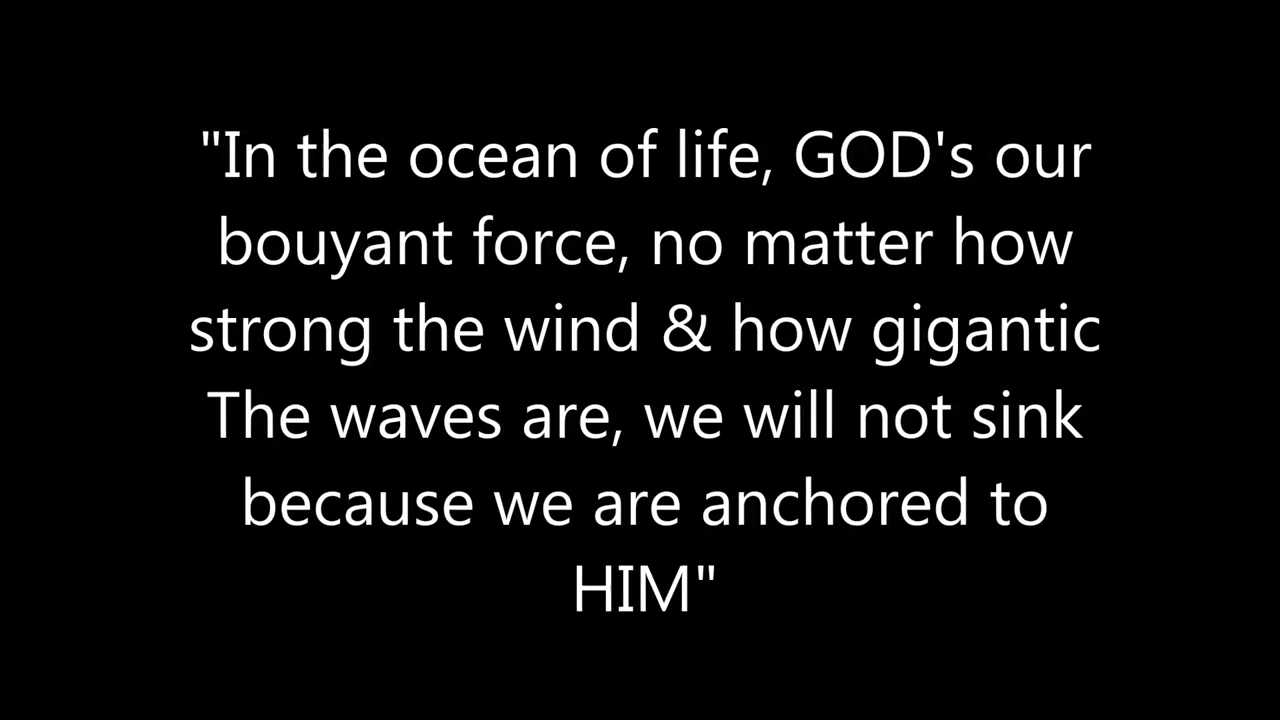 "In the ocean of life, GOD's our
bouyant force, no matter how
strong the wind & how gigantic
The waves are, we will not sink
because we are anchored to
HIM"